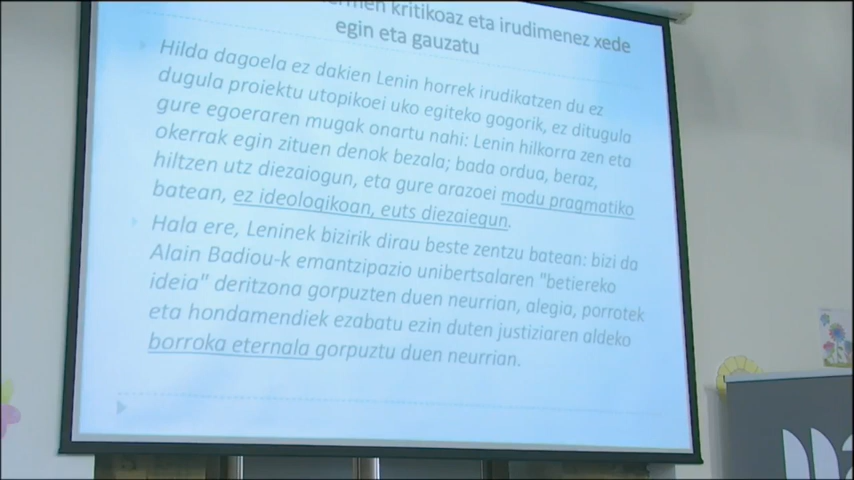 kritikoaz eta irudimenez xede
egin eta gauzatu
Hilda dagoela ez dakien Lenin horrek irudikatzen du ez
dugula proiektu utopikoei uko egiteko gogorik, ez ditugula
gure egoeraren mugak onartu nahi: Lenin hilkorra zen eta
okerrak egin zituen denok bezala; bada ordua, beraz,
hiltzen utz diezaiogun, eta gure arazoei modu pragmatiko
batean, ez ideologikoan, euts diezaiegun.
Hala ere, Leninek bizirik dirau beste zentzu batean: bizi da
Alain Badiou-k emantzipazio unibertsalaren "betiereko
ideia" deritzona gorpuzten duen neurrian, alegia, porrotek
eta hondamendiek ezabatu ezin duten justiziaren aldeko
borroka eternala gorpuztu duen neurrian.